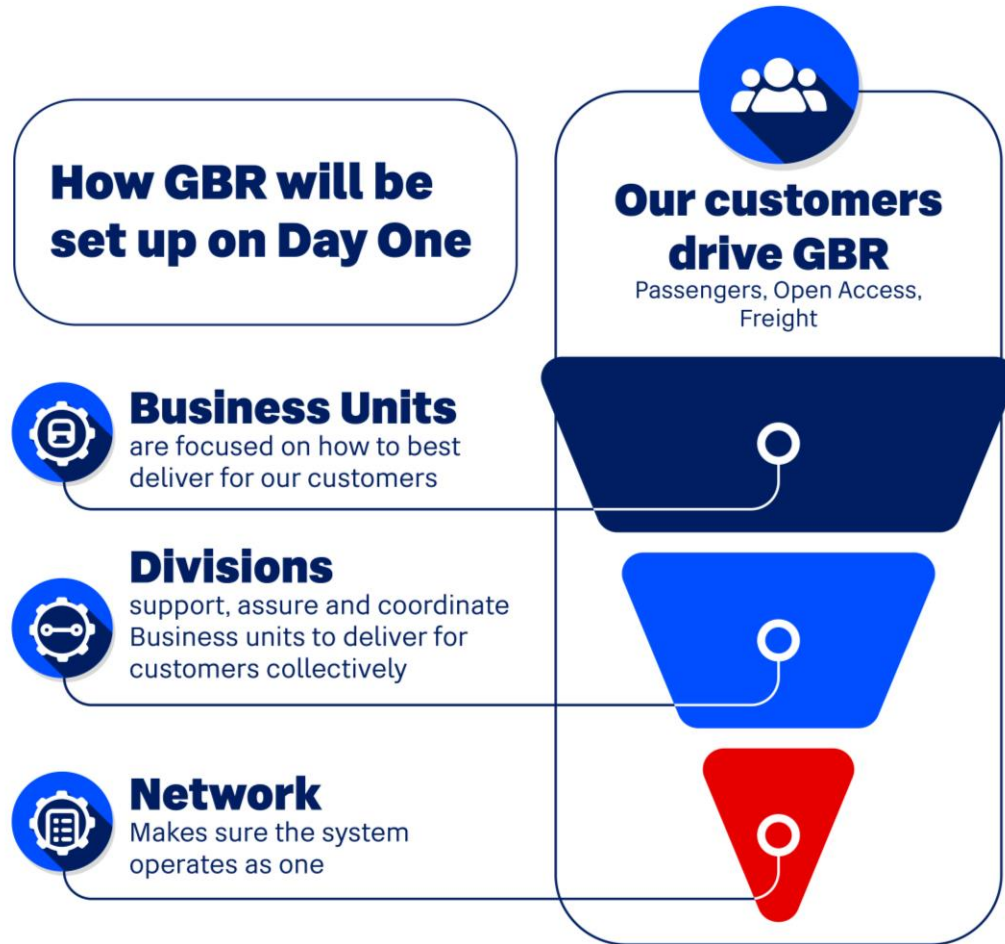 How GBR will be
set up on Day One
Our customers
drive GBR
Passengers, Open Access,
Freight
Business Units
are focused on how to best
deliver for our customers
Divisions
support, assure and coordinate
Business units to deliver for
customers collectively
Network
Makes sure the system
operates as one